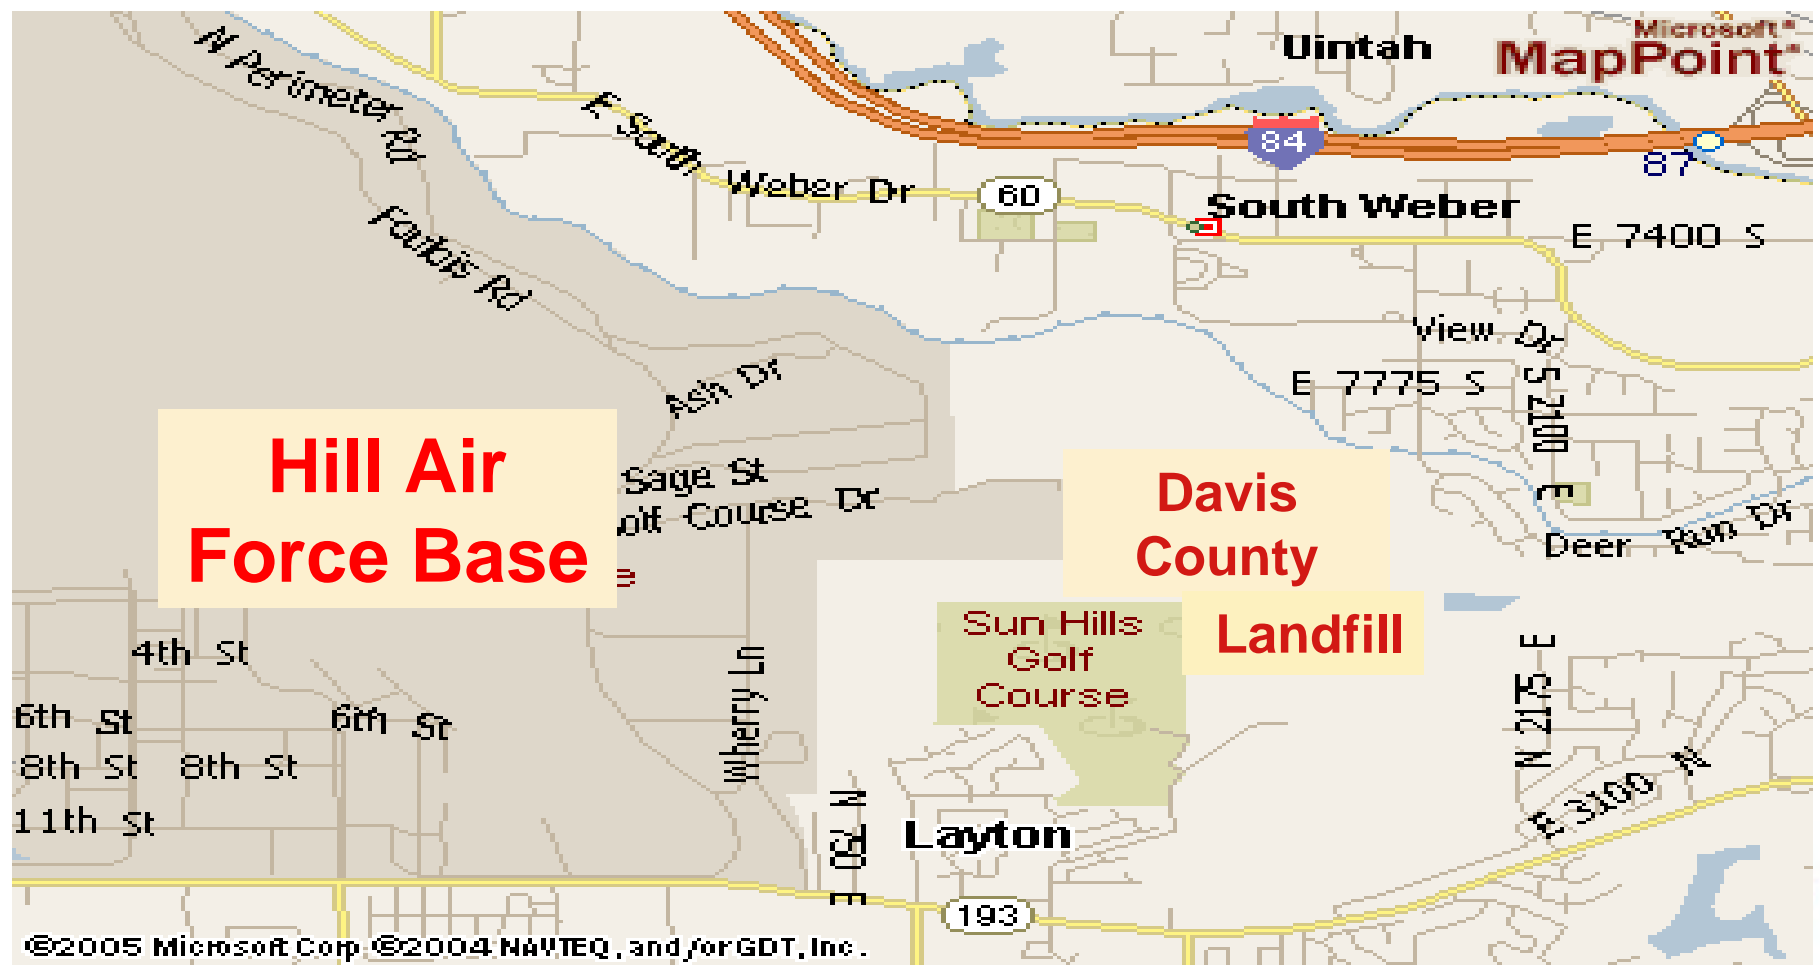 Microsoft®
MapPoint®
Uintah
N Perimeter Rd
E South Weber Dr
84
87
60
South Weber
E 7400 S
Foulois Rd
View Dr
Ash Dr
E 7775 S
S 2100 E
Hill Air
Force Base
Sage St
Course Dr
Davis
County
Landfill
Deer Run Dr
Sun Hills
Golf
Course
4th St
N 2175 E
Wherry Ln
6th St
6th St
8th St
8th St
E 3100 N
11th St
N 750 E
Layton
193
©2005 Microsoft Corp ©2004 NAVTEQ, and/or GDT, Inc.